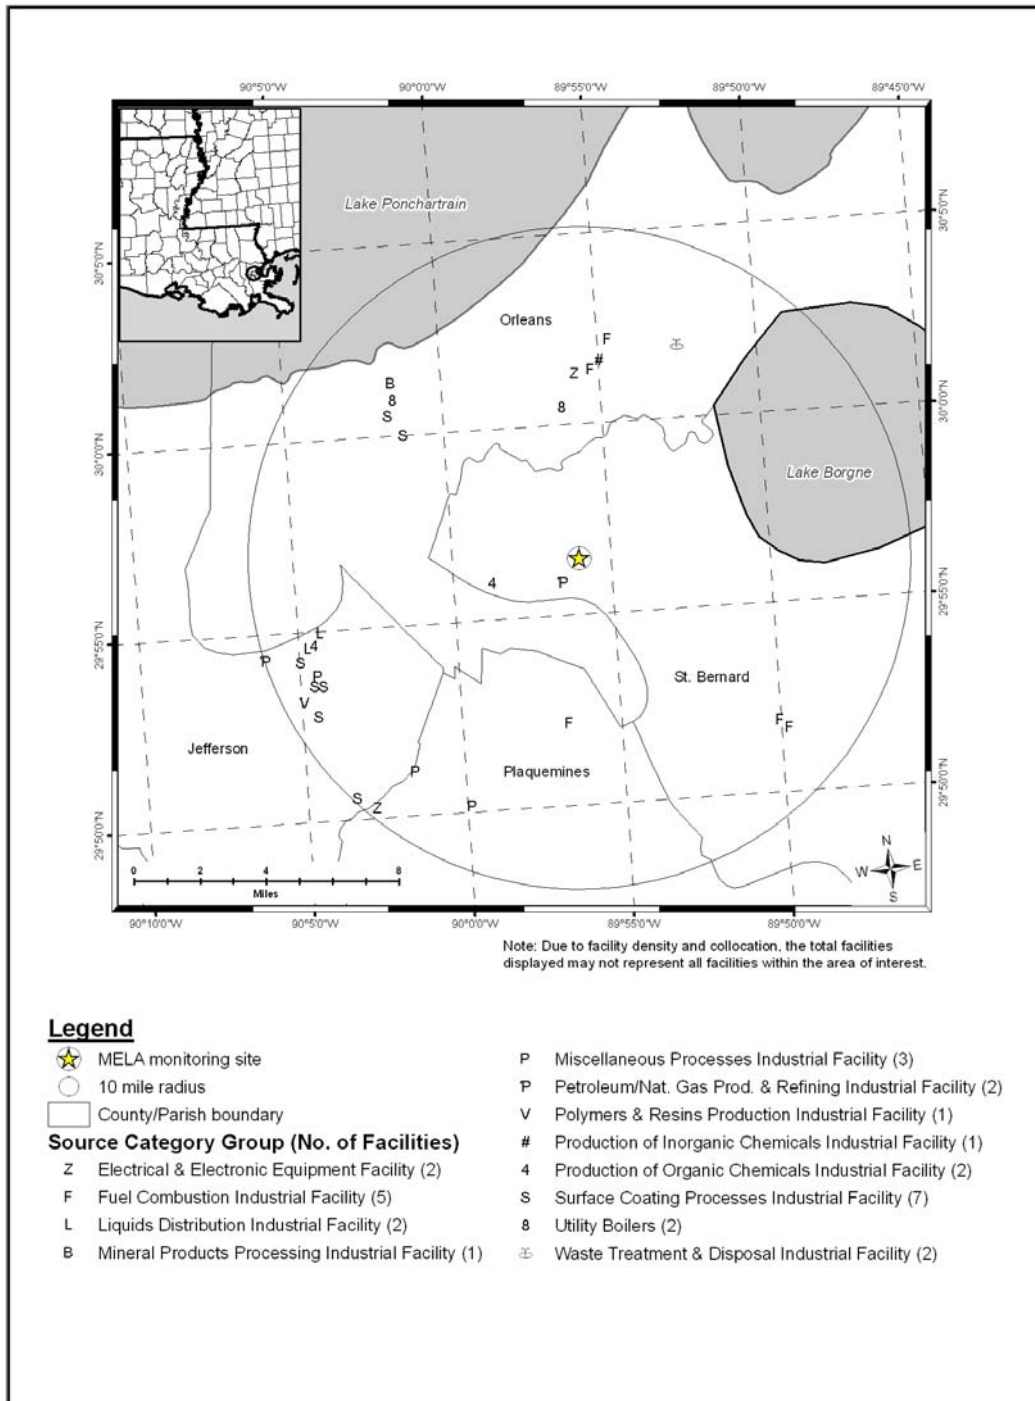 90°5'0"W 90°0'0"W 89°55'0"W 89°50'0"W 89°45'0"W
Lake Ponchartrain
30°5'0"N
30°5'0"N
Orleans
F
#
F
Z
B
8
8
S
S
30°0'0"N
30°0'0"N
Lake Borgne
4
P
29°55'0"N
29°55'0"N
L
4
L
P
S
P
SS
V
S
St. Bernard
F
F
F
Jefferson
Plaquemines
P
S
Z
P
29°50'0"N
29°50'0"N
N
W E
S
0 2 4 8
Miles
90°10'0"W 90°5'0"W 90°0'0"W 89°55'0"W 89°50'0"W
Note: Due to facility density and collocation, the total facilities
displayed may not represent all facilities within the area of interest.
Legend
MELA monitoring site
10 mile radius
County/Parish boundary
Source Category Group (No. of Facilities)
Z Electrical & Electronic Equipment Facility (2)
F Fuel Combustion Industrial Facility (5)
L Liquids Distribution Industrial Facility (2)
B Mineral Products Processing Industrial Facility (1)
P Miscellaneous Processes Industrial Facility (3)
P Petroleum/Nat. Gas Prod. & Refining Industrial Facility (2)
V Polymers & Resins Production Industrial Facility (1)
# Production of Inorganic Chemicals Industrial Facility (1)
4 Production of Organic Chemicals Industrial Facility (2)
S Surface Coating Processes Industrial Facility (7)
8 Utility Boilers (2)
Waste Treatment & Disposal Industrial Facility (2)